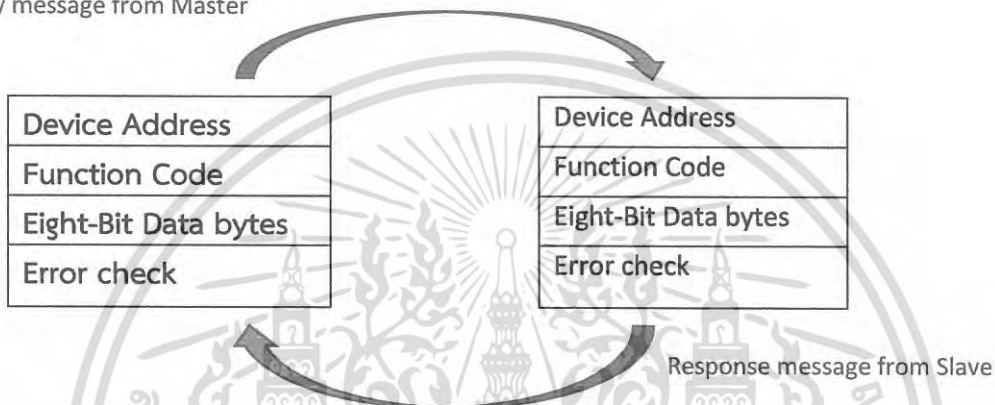 message from Master
Device Address
Function Code
Eight-Bit Data bytes
Error check
Device Address
Function Code
Eight-Bit Data bytes
Error check
Response message from Slave